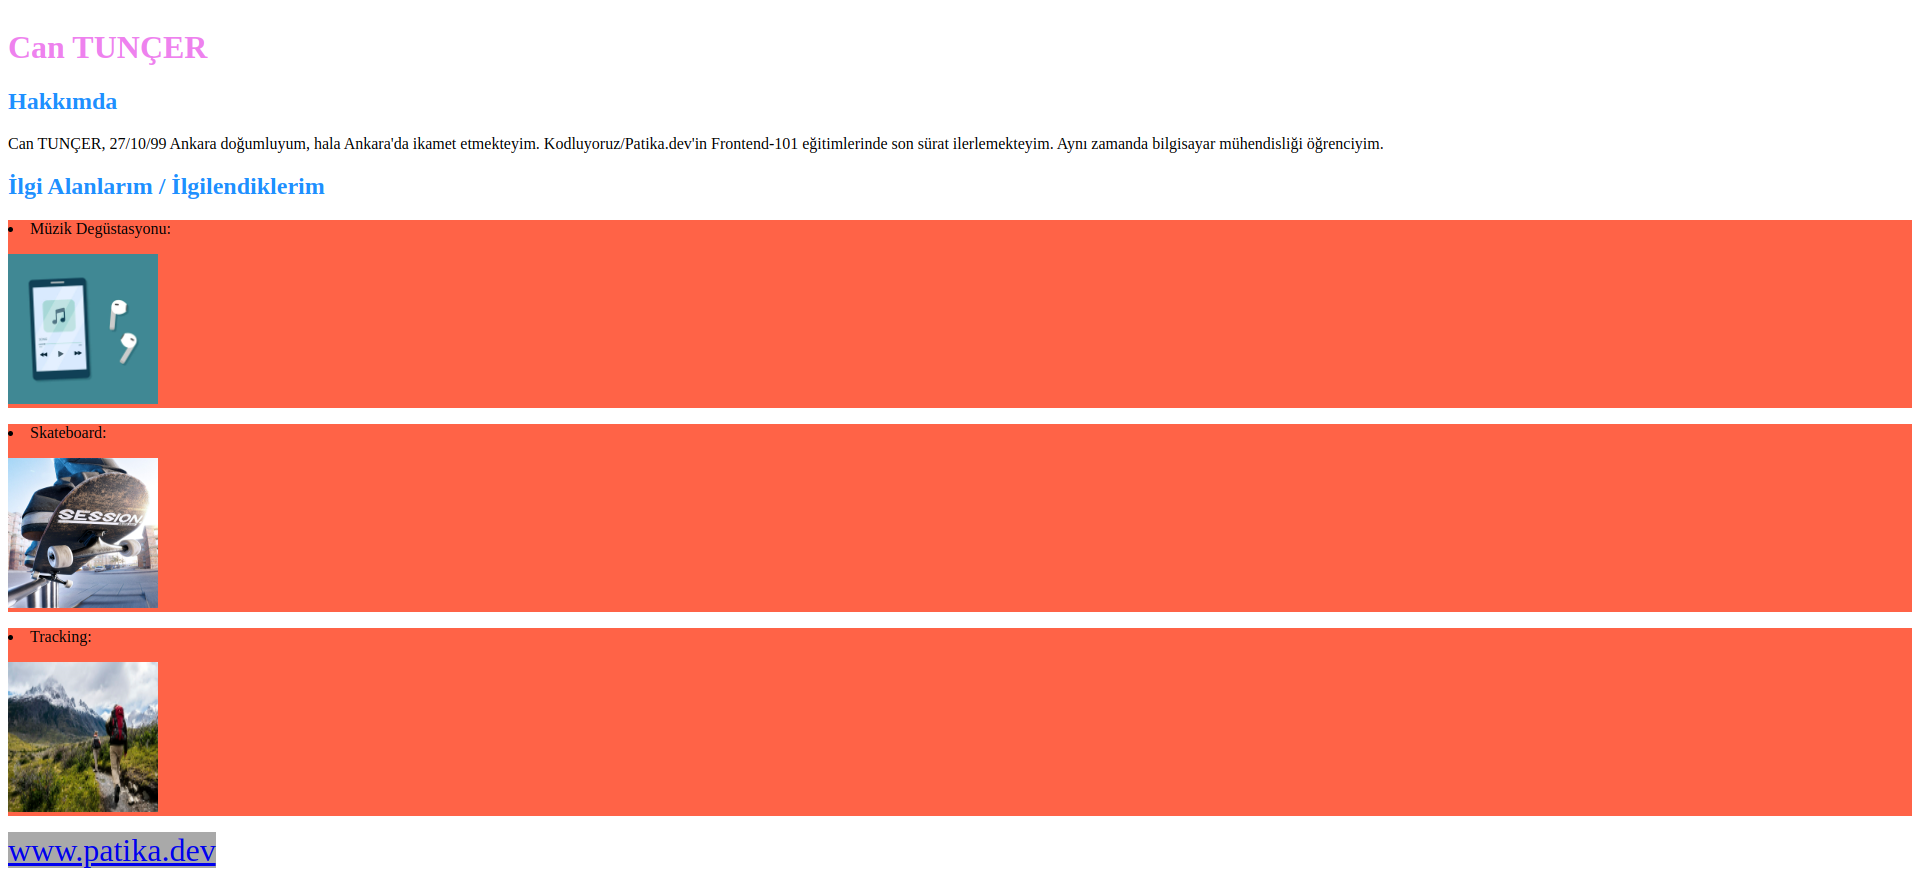 Can TUNÇER
Hakkımda
Can TUNÇER, 27/10/99 Ankara doğumluyum, hala Ankara'da ikamet etmekteyim. Kodluyoruz/Patika.dev'in Frontend-101 eğitimlerinde son sürat ilerlemekteyim. Aynı zamanda bilgisayar mühendisliği öğrenciyim.
İlgi Alanlarım / İlgilendiklerim
Müzik Degüstasyonu:
Skateboard:
SESSION
Tracking:
www.patika.dev